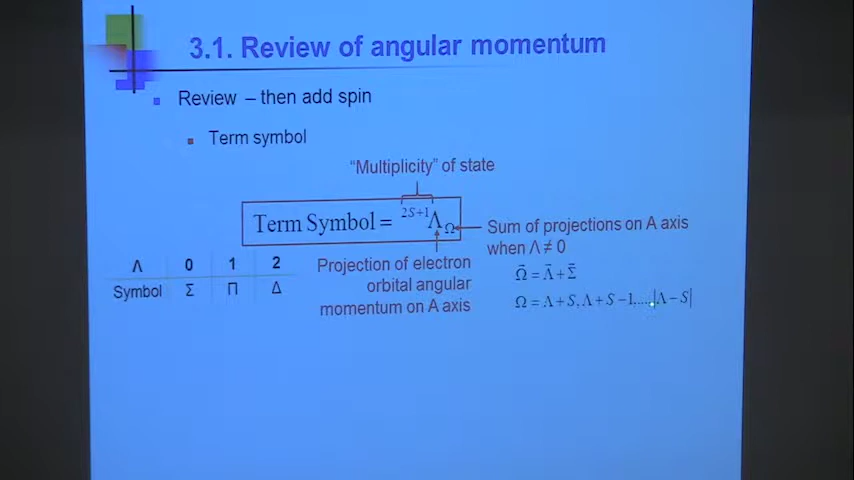 3.1. Review of angular momentum
Review – then add spin
Term symbol
“Multiplicity” of state
Term Symbol = ²ˢ⁺¹Λ_Ω
Sum of projections on A axis
when Λ ≠ 0
Projection of electron
orbital angular
momentum on A axis
Ω⃗ = Λ⃗ + Σ⃗
Ω = Λ + S, Λ + S − 1,...,|Λ − S|
Λ 0 1 2
Symbol Σ Π Δ